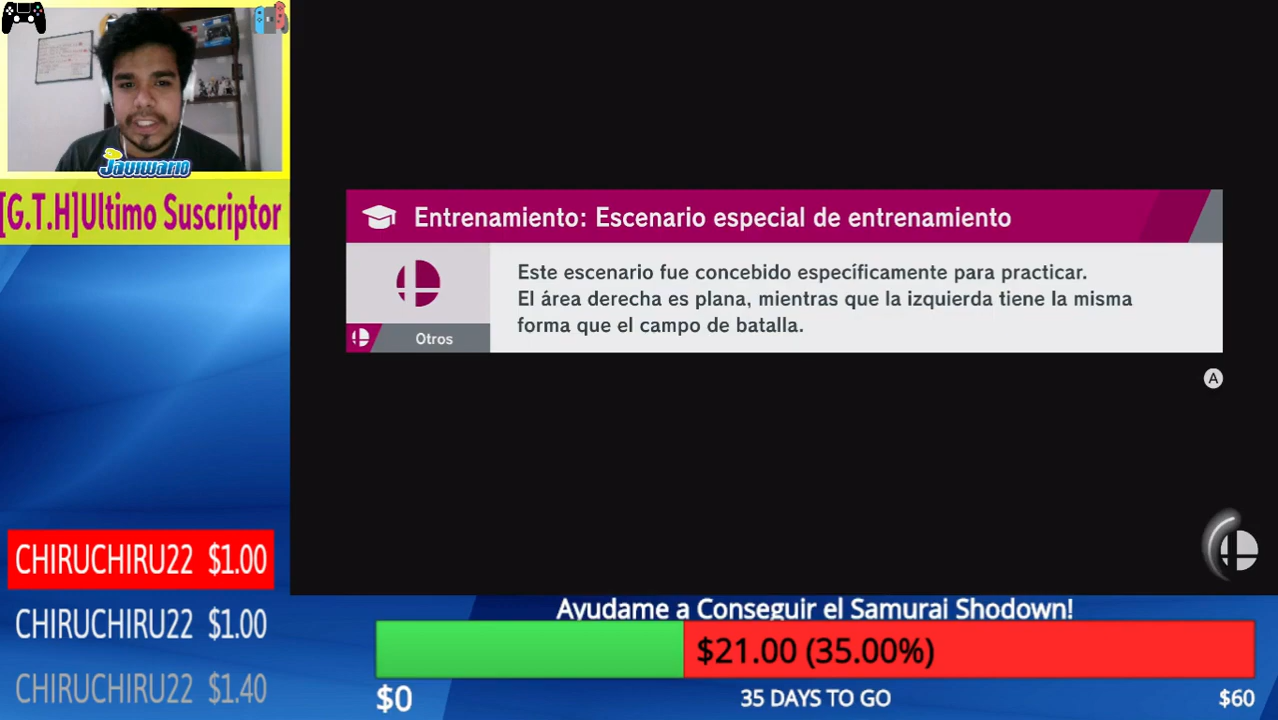 Javiwario
[G.T.H]Ultimo Suscriptor
Entrenamiento: Escenario especial de entrenamiento
Este escenario fue concebido específicamente para practicar.
El área derecha es plana, mientras que la izquierda tiene la misma
forma que el campo de batalla.
Otros
A
CHIRUCHIRU22 $1.00
CHIRUCHIRU22 $1.00
CHIRUCHIRU22 $1.40
Ayudame a Conseguir el Samurai Shodown!
$21.00 (35.00%)
$0
35 DAYS TO GO
$60